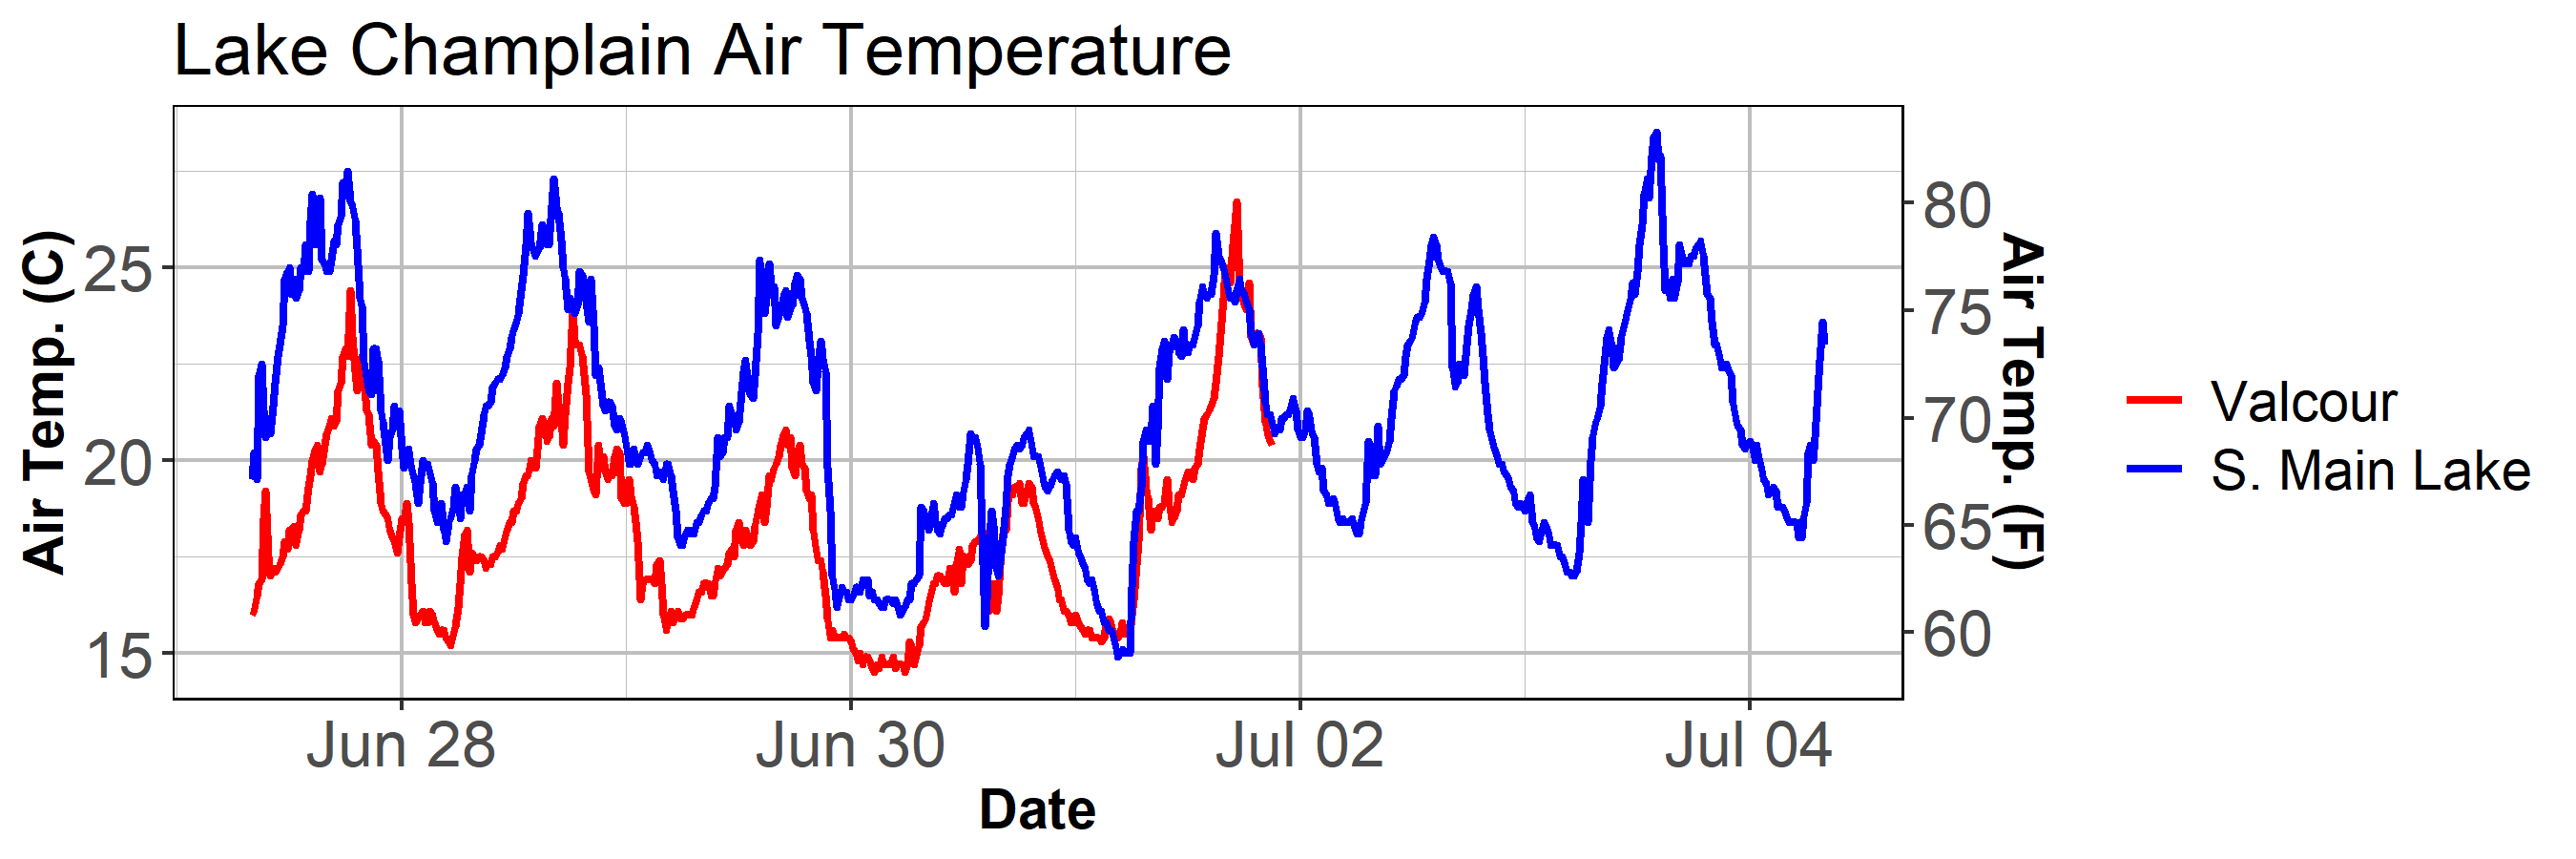 Lake Champlain Air Temperature
Air Temp. (C)
25
20
15
80
75
70
65
60
Air Temp. (F)
Jun 28
Jun 30
Jul 02
Jul 04
Date
Valcour
S. Main Lake